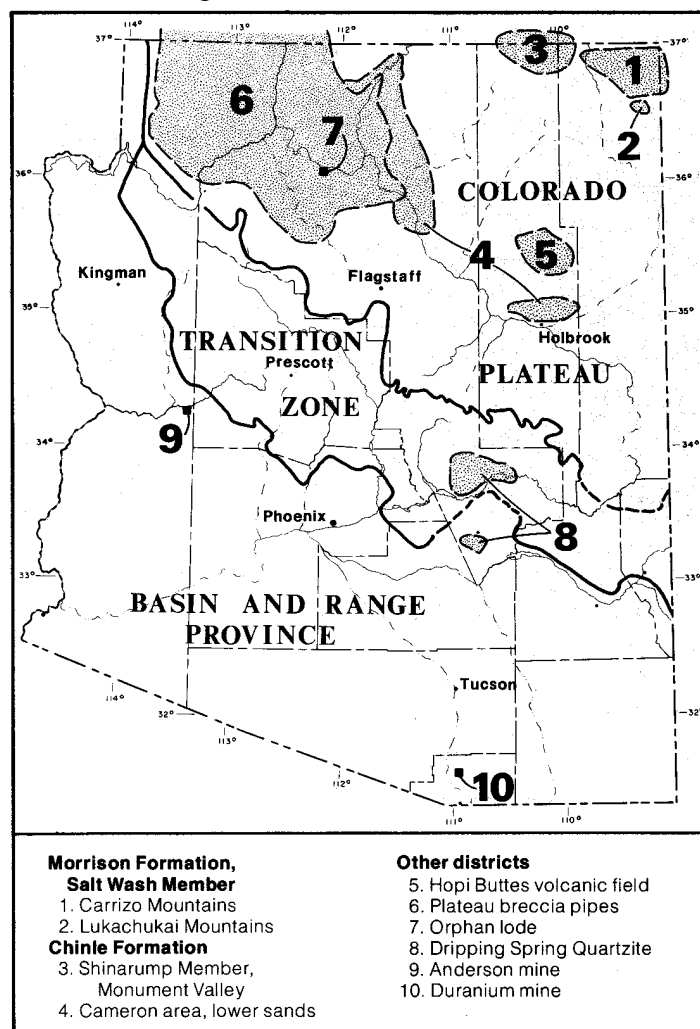 114°
113°
112°
111°
110°
37°
37°
3
1
6
2
7
36°
36°
COLORADO
4
5
Kingman
Flagstaff
35°
35°
TRANSITION
Holbrook
Prescott
PLATEAU
ZONE
34°
34°
9
Phoenix
8
33°
33°
BASIN AND RANGE
PROVINCE
Tucson
114°
32°
32°
113°
112°
10
111°
110°
Morrison Formation,
Salt Wash Member
1. Carrizo Mountains
2. Lukachukai Mountains
Chinle Formation
3. Shinarump Member,
Monument Valley
4. Cameron area, lower sands
Other districts
5. Hopi Buttes volcanic field
6. Plateau breccia pipes
7. Orphan lode
8. Dripping Spring Quartzite
9. Anderson mine
10. Duranium mine